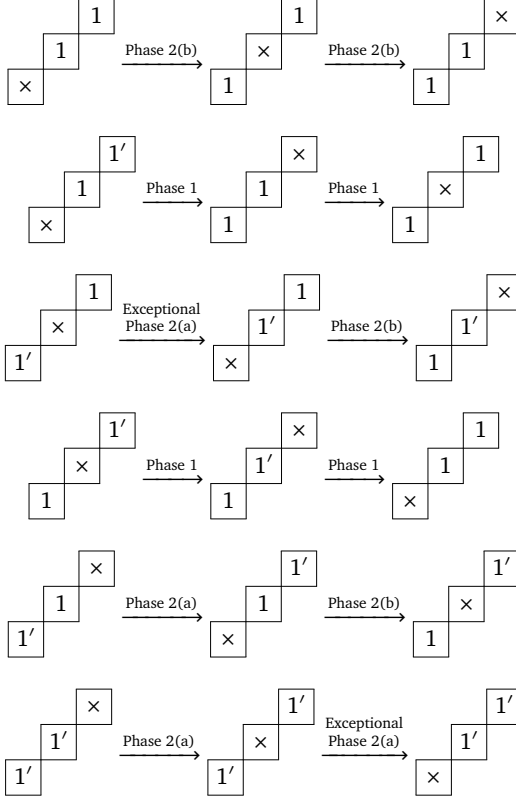 1 1 ×
1 Phase 2(b) × Phase 2(b) 1
× 1 1
1′ × 1
1 Phase 1 1 Phase 1 ×
× 1 1
1 1 ×
× Exceptional Phase 2(a) 1′ Phase 2(b) 1′
1′ × 1
1′ × 1
× Phase 1 1′ Phase 1 1
1 1 ×
× 1′ 1′
1 Phase 2(a) 1 Phase 2(b) ×
1′ × 1
× 1′ 1′
1′ Phase 2(a) × Exceptional Phase 2(a) 1′
1′ 1′ ×